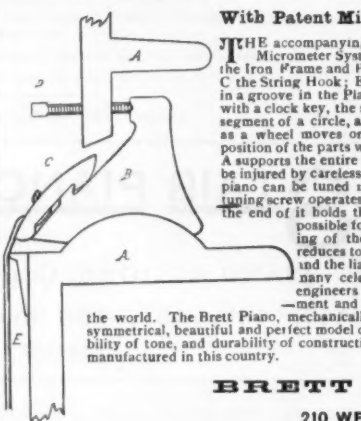 With Patent Mi
THE accompanyin
Micrometer Syst
the Iron Frame and
C the String Hook; E
in a groove in the Pla
with a clock key, the
segment of a circle, a
as a wheel moves or
position of the parts w
A supports the entire
be injured by careless
piano can be tuned
tuning screw operates
the end of it holds th
possible fo
ing of the
reduces to
and the lia
many cele
engineers
ment and
the world. The Brett Piano, mechanicall
symmetrical, beautiful and perfect model
bility of tone, and durability of constructi
manufactured in this country.
BRETT
210 WE
A
D
C
B
A
E